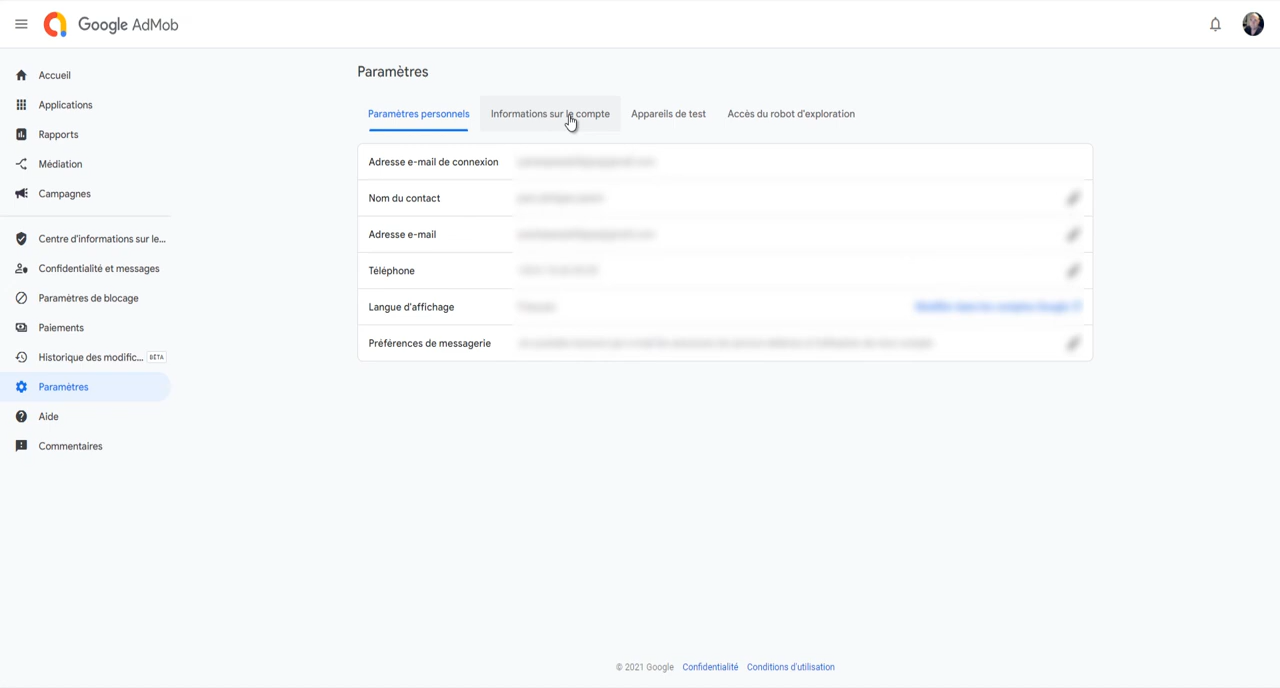 Google AdMob
Accueil
Applications
Rapports
Médiation
Campagnes
Centre d'informations sur le...
Confidentialité et messages
Paramètres de blocage
Paiements
Historique des modific... BÊTA
Paramètres
Aide
Commentaires
Paramètres
Paramètres personnels Informations sur le compte Appareils de test Accès du robot d'exploration
Adresse e-mail de connexion
Nom du contact
Adresse e-mail
Téléphone
Langue d'affichage
Préférences de messagerie
© 2021 Google Confidentialité Conditions d'utilisation